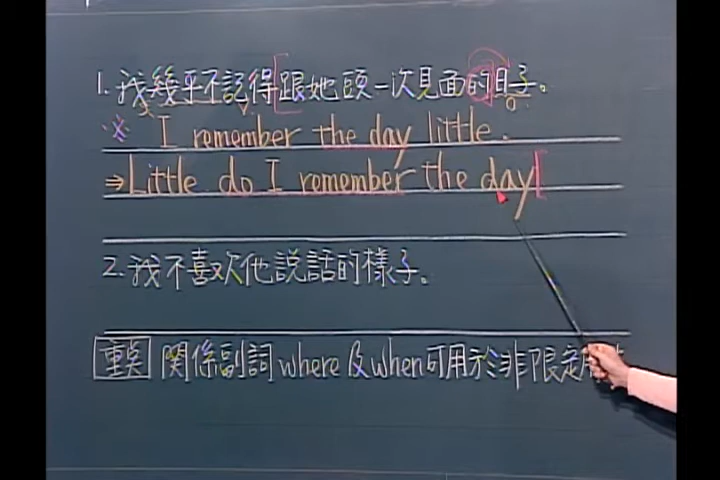 1. 我幾乎不記得跟她頭一次見面的日子。
※ I remember the day little.
⇒ Little do I remember the day [
2. 我不喜歡他說話的樣子。
重點 關係副詞 where 及 when 可用於非限定